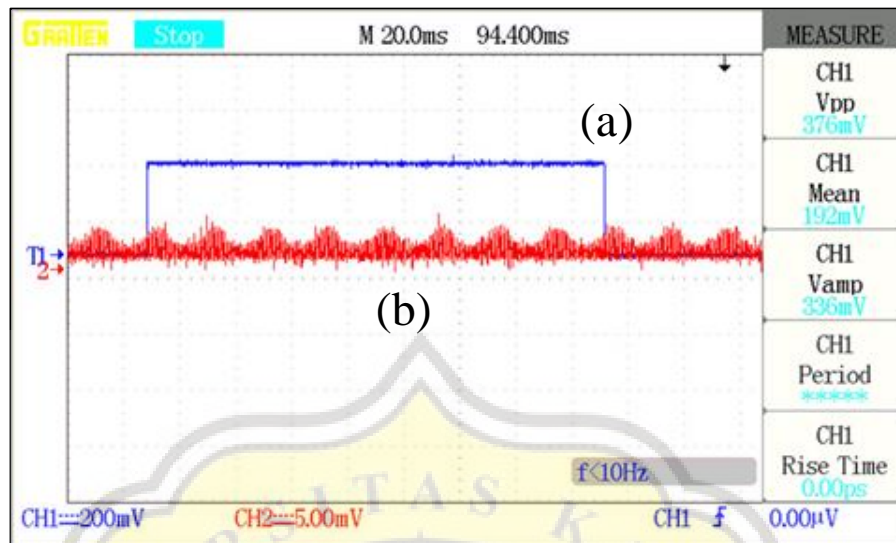 GRATTEN Stop M 20.0ms 94.400ms MEASURE
CH1
Vpp
376mV
(a)
CH1
Mean
192mV
T1
2
CH1
Vamp
336mV
(b)
CH1
Period
*****
CH1
Rise Time
0.00ps
f<10Hz
RSITAS K
CH1 200mV CH2 5.00mV CH1 0.00μV